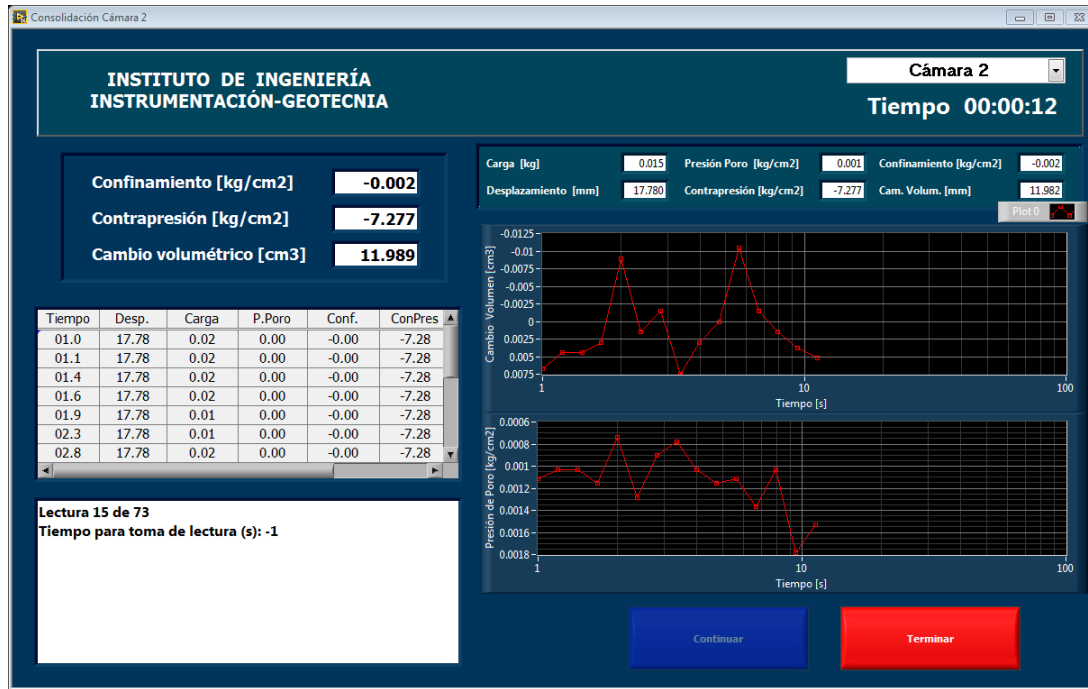 Consolidación Cámara 2
INSTITUTO DE INGENIERÍA
INSTRUMENTACIÓN-GEOTECNIA
Cámara 2
Tiempo 00:00:12
Confinamiento [kg/cm2] -0.002
Contrapresión [kg/cm2] -7.277
Cambio volumétrico [cm3] 11.989
Carga [kg] 0.015 Presión Poro [kg/cm2] 0.001 Confinamiento [kg/cm2] -0.002
Desplazamiento [mm] 17.780 Contrapresión [kg/cm2] -7.277 Cam. Volum. [mm] 11.982
Plot 0
Tiempo Desp. Carga P.Poro Conf. ConPres
01.0 17.78 0.02 0.00 -0.00 -7.28
01.1 17.78 0.02 0.00 -0.00 -7.28
01.4 17.78 0.02 0.00 -0.00 -7.28
01.6 17.78 0.02 0.00 -0.00 -7.28
01.9 17.78 0.01 0.00 -0.00 -7.28
02.3 17.78 0.01 0.00 -0.00 -7.28
02.8 17.78 0.02 0.00 -0.00 -7.28
Lectura 15 de 73
Tiempo para toma de lectura (s): -1
Cambio Volumen [cm3]
-0.0125
-0.01
-0.0075
-0.005
-0.0025
0
0.0025
0.005
0.0075
1 10 100
Tiempo [s]
Presión de Poro [kg/cm2]
0.0006
0.0008
0.001
0.0012
0.0014
0.0016
0.0018
1 10 100
Tiempo [s]
Continuar
Terminar